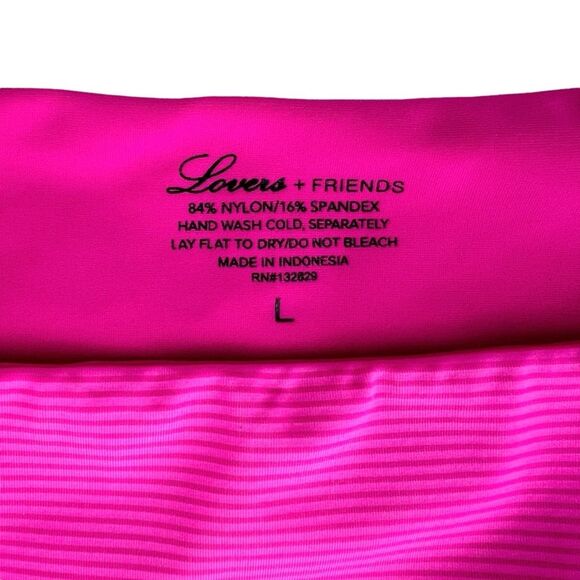 Lovers + FRIENDS
84% NYLON/16% SPANDEX
HAND WASH COLD, SEPARATELY
LAY FLAT TO DRY/DO NOT BLEACH
MADE IN INDONESIA
RN#132829
L